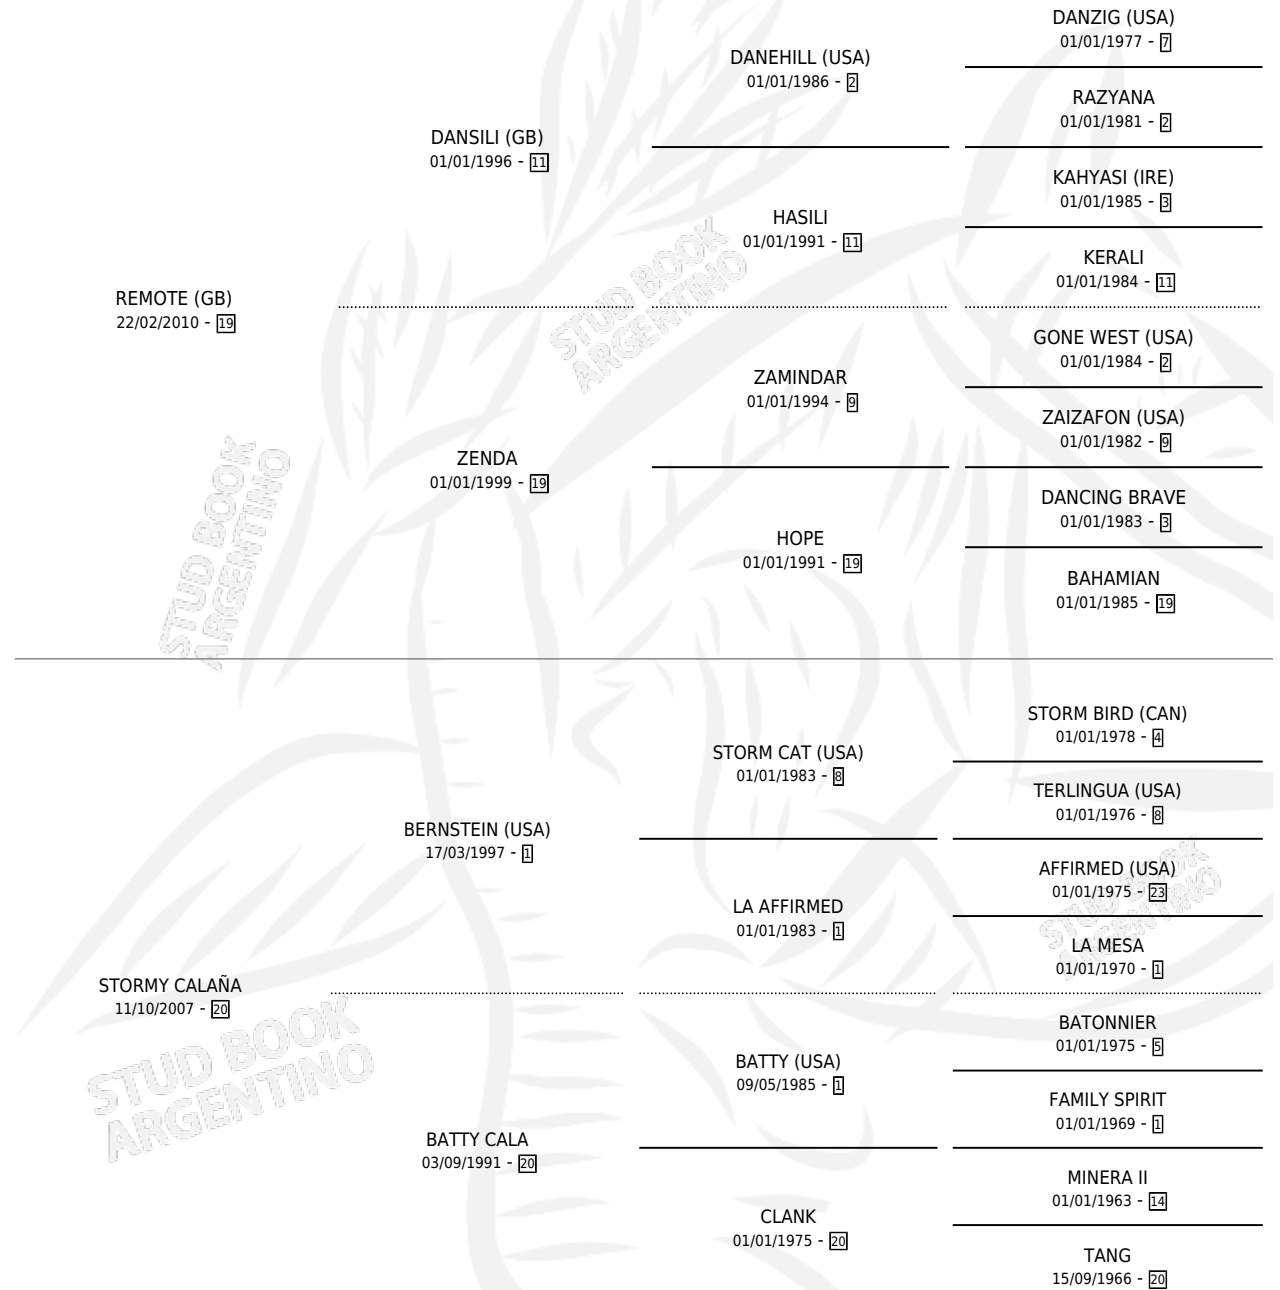 DANZIG (USA)
01/01/1977 - 7
DANEHILL (USA)
01/01/1986 - 2
RAZYANA
01/01/1981 - 2
DANSILI (GB)
01/01/1996 - 11
KAHYASI (IRE)
01/01/1985 - 3
HASILI
01/01/1991 - 11
KERALI
01/01/1984 - 11
REMOTE (GB)
22/02/2010 - 19
GONE WEST (USA)
01/01/1984 - 2
ZAMINDAR
01/01/1994 - 9
ZAIZAFON (USA)
01/01/1982 - 9
ZENDA
01/01/1999 - 19
DANCING BRAVE
01/01/1983 - 3
HOPE
01/01/1991 - 19
BAHAMIAN
01/01/1985 - 19
STORM BIRD (CAN)
01/01/1978 - 4
STORM CAT (USA)
01/01/1983 - 8
TERLINGUA (USA)
01/01/1976 - 8
BERNSTEIN (USA)
17/03/1997 - 1
AFFIRMED (USA)
01/01/1975 - 23
LA AFFIRMED
01/01/1983 - 1
LA MESA
01/01/1970 - 1
STORMY CALAÑA
11/10/2007 - 20
BATONNIER
01/01/1975 - 5
BATTY (USA)
09/05/1985 - 1
FAMILY SPIRIT
01/01/1969 - 1
BATTY CALA
03/09/1991 - 20
MINERA II
01/01/1963 - 14
CLANK
01/01/1975 - 20
TANG
15/09/1966 - 20
STUD BOOK
ARGENTINO
STUD BOOK
ARGENTINO
STUD BOOK
ARGENTINO
STUD BOOK
ARGENTINO